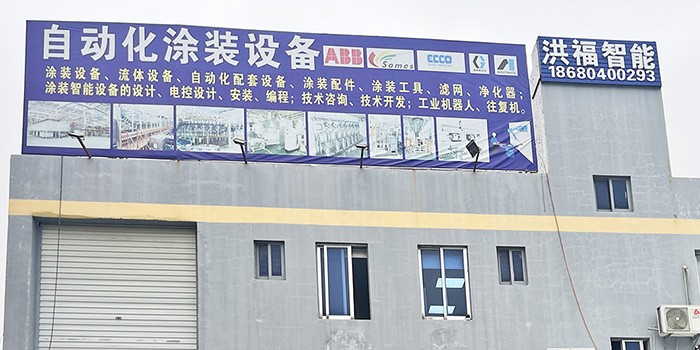 自动化涂装设备
ABB
Sames
ECCO
涂装设备、流体设备、自动化配套设备、涂装配件、涂装工具、滤网、净化器；
涂装智能设备的设计、电控设计、安装、编程；技术咨询、技术开发；工业机器人、往复机。
洪福智能
18680400293